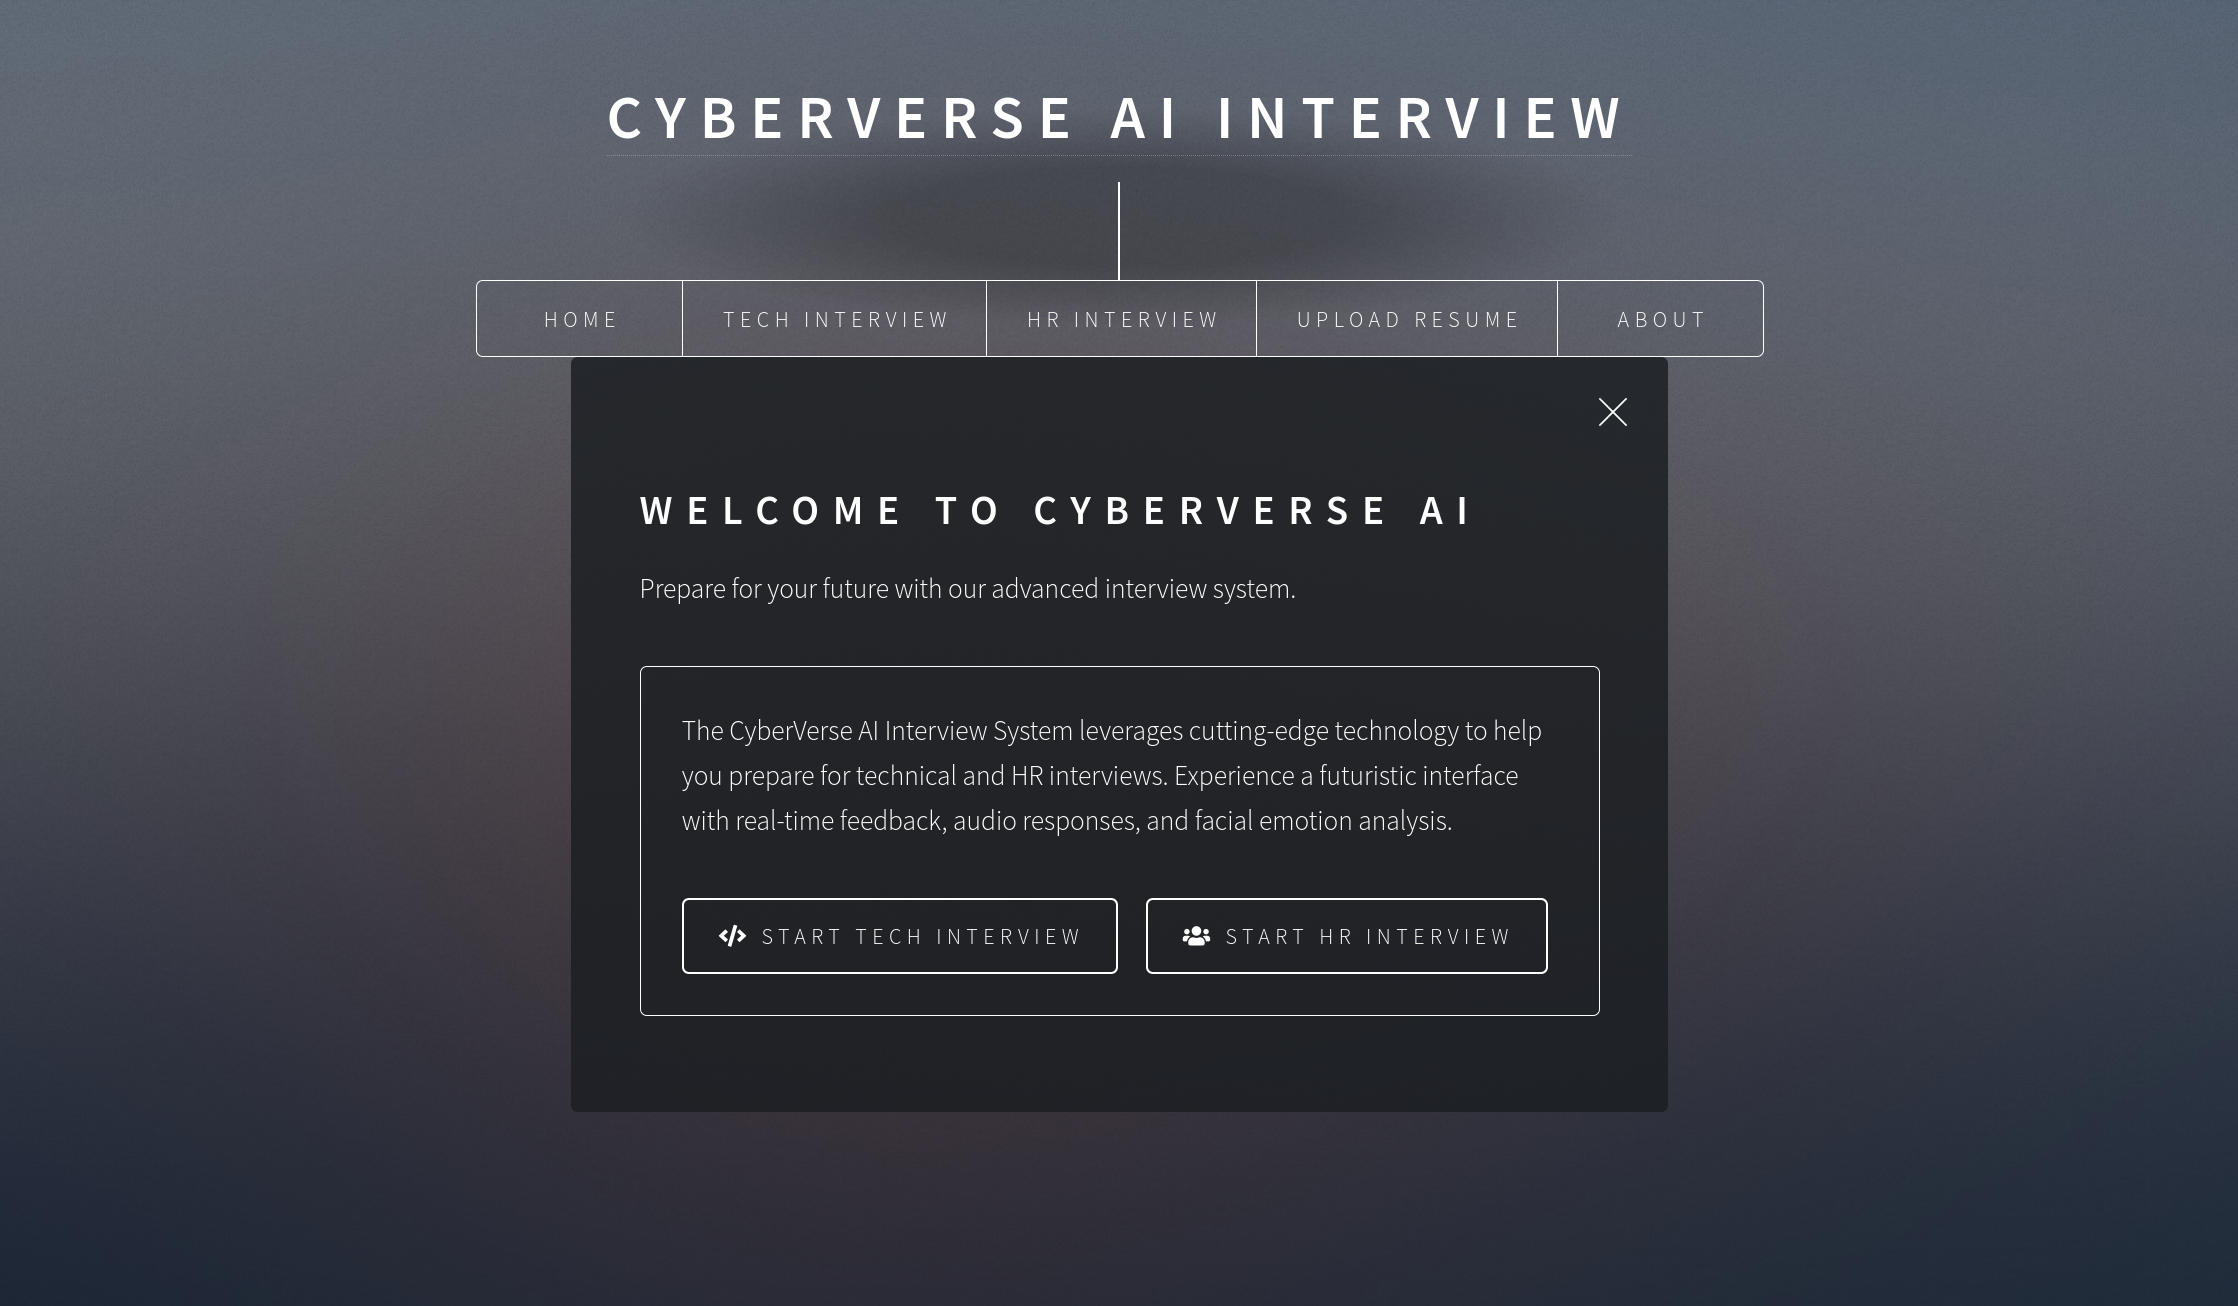 CYBERVERSE AI INTERVIEW
HOME
TECH INTERVIEW
HR INTERVIEW
UPLOAD RESUME
ABOUT
WELCOME TO CYBERVERSE AI
Prepare for your future with our advanced interview system.
The CyberVerse AI Interview System leverages cutting-edge technology to help
you prepare for technical and HR interviews. Experience a futuristic interface
with real-time feedback, audio responses, and facial emotion analysis.
START TECH INTERVIEW
START HR INTERVIEW